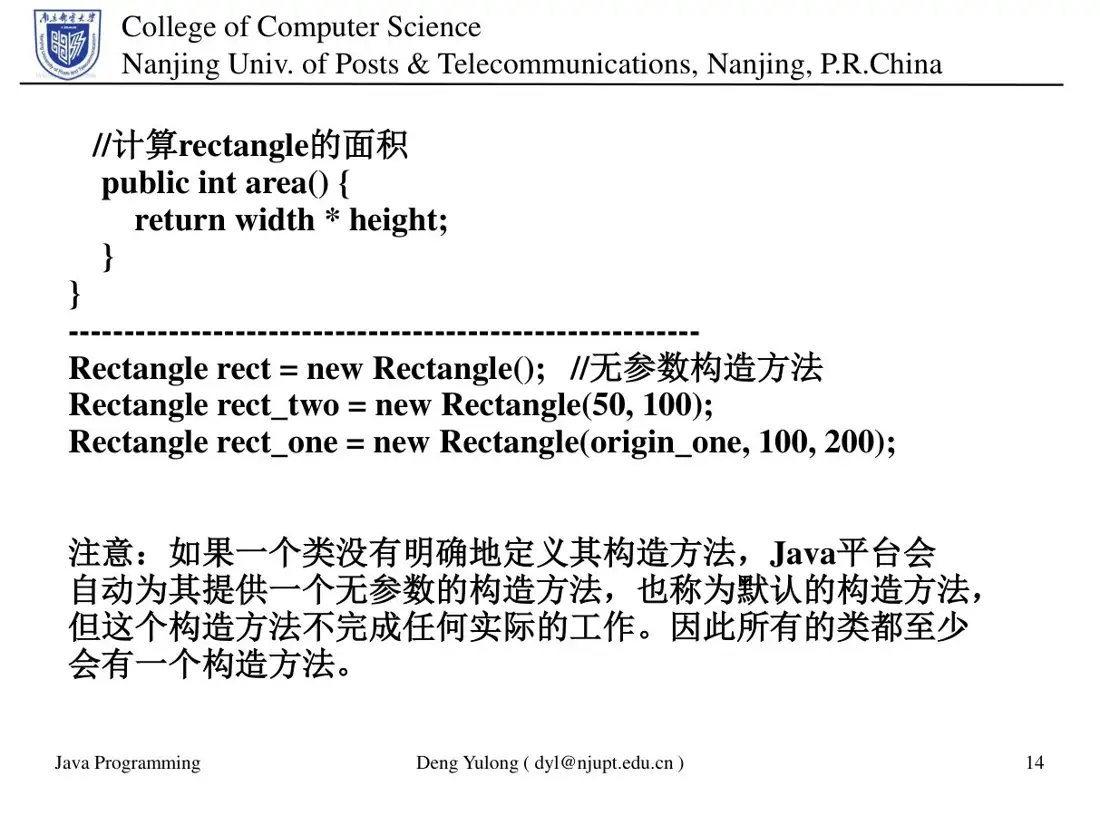 College of Computer Science
Nanjing Univ. of Posts & Telecommunications, Nanjing, P.R.China
//计算rectangle的面积
public int area() {
return width * height;
}
}
---------------------------------------------------------
Rectangle rect = new Rectangle(); //无参数构造方法
Rectangle rect_two = new Rectangle(50, 100);
Rectangle rect_one = new Rectangle(origin_one, 100, 200);
注意：如果一个类没有明确地定义其构造方法，Java平台会
自动为其提供一个无参数的构造方法，也称为默认的构造方法，
但这个构造方法不完成任何实际的工作。因此所有的类都至少
会有一个构造方法。
Java Programming
Deng Yulong ( dyl@njupt.edu.cn )
14